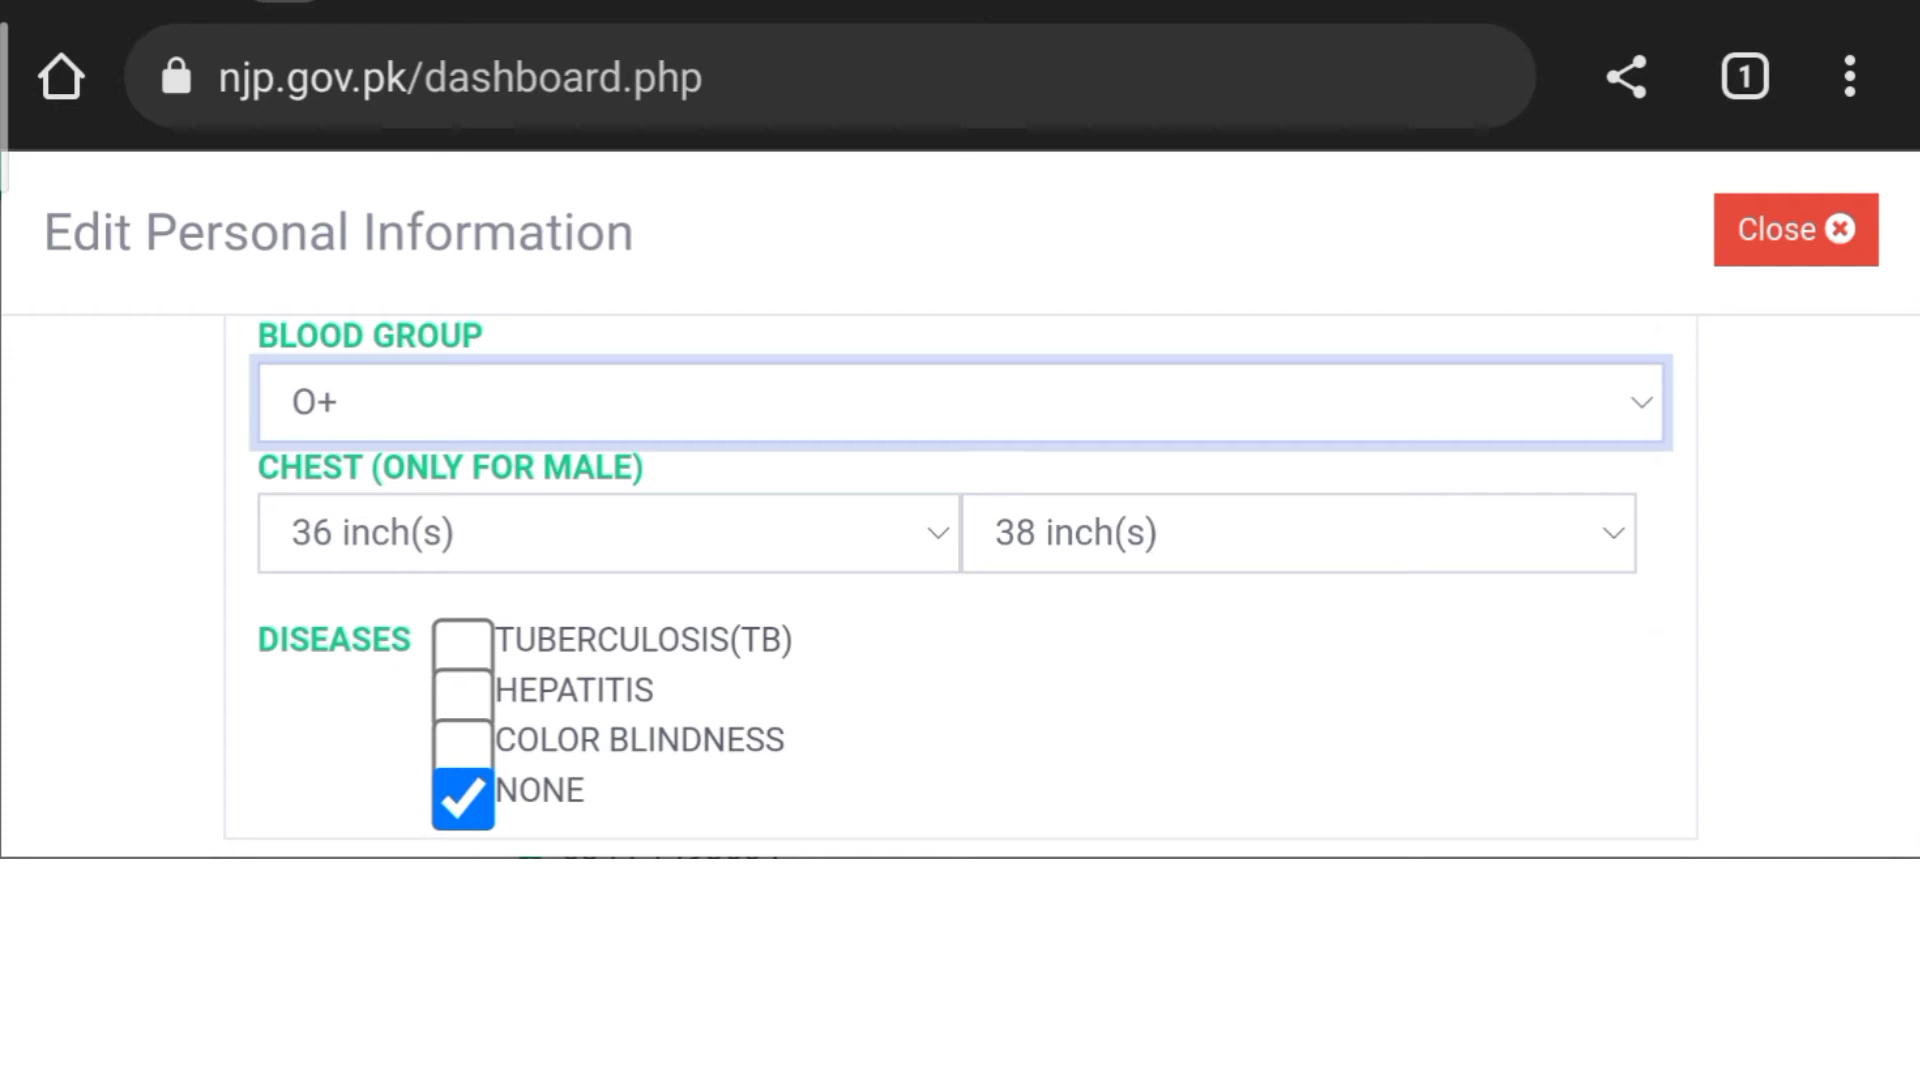 njp.gov.pk/dashboard.php
1
Edit Personal Information
Close
BLOOD GROUP
O+
CHEST (ONLY FOR MALE)
36 inch(s) 38 inch(s)
DISEASES TUBERCULOSIS(TB)
HEPATITIS
COLOR BLINDNESS
NONE